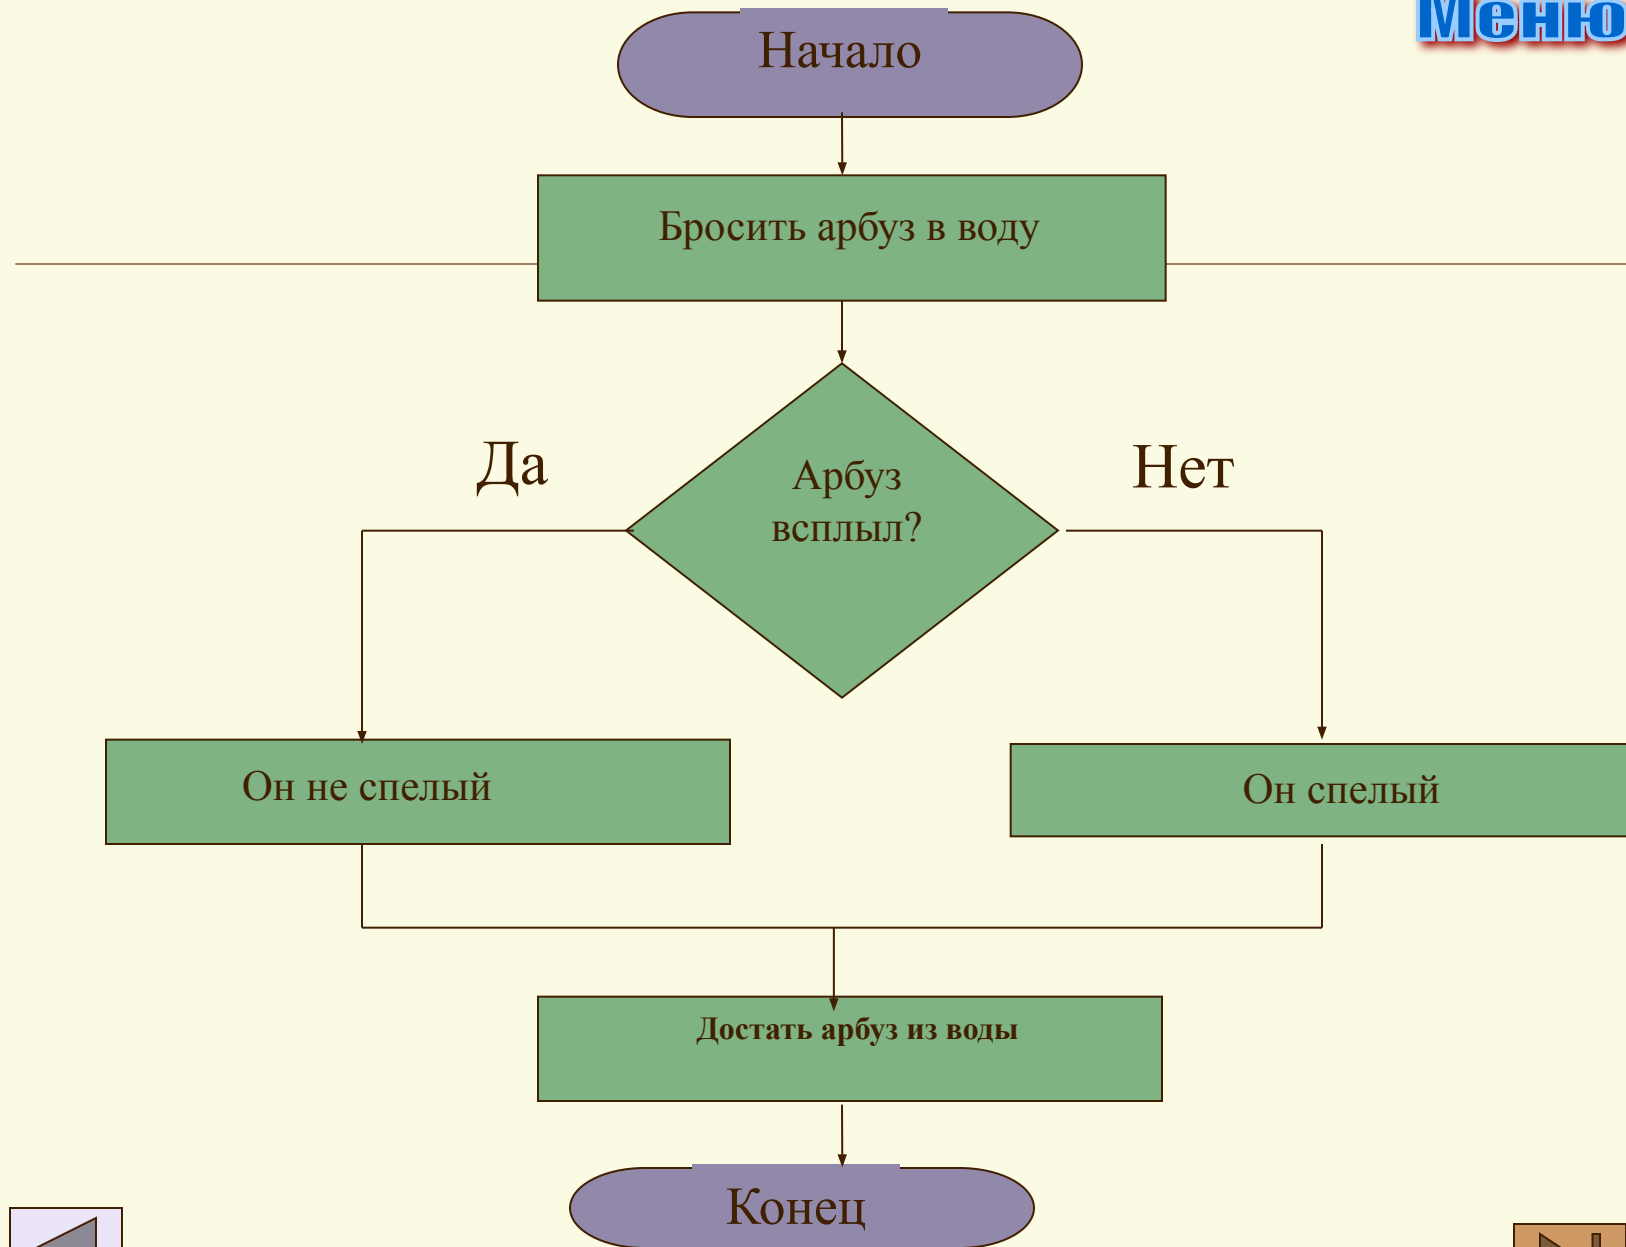 Меню
Начало
Бросить арбуз в воду
Да
Нет
Арбуз
всплыл?
Он не спелый
Он спелый
Достать арбуз из воды
Конец